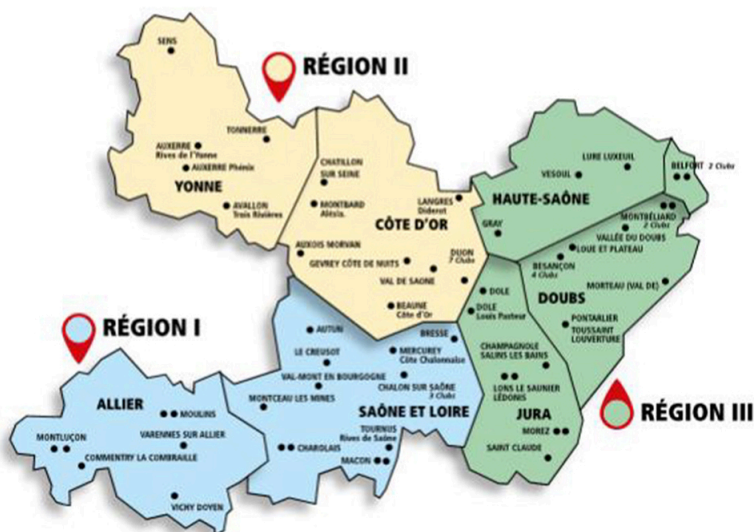 RÉGION II
SENS
TONNERRE
AUXERRE
Rives de l'Yonne
AUXERRE Phénix
YONNE
AVALLON
Trois Rivières
CHATILLON
SUR SEINE
MONTBARD
Alésia.
LANGRES
Diderot
CÔTE D'OR
AUXOIS MORVAN
GEVREY CÔTE DE NUITS
DIJON
7 Clubs
VAL DE SAONE
BEAUNE
Côte d'Or
LURE LUXEUIL
VESOUL
BELFORT 2 Clubs
HAUTE-SAÔNE
GRAY
MONTBÉLIARD
2 Clubs
VALLÉE DU DOUBS
LOUE ET PLATEAU
BESANÇON
4 Clubs
DOUBS
MORTEAU (VAL DE)
PONTARLIER
TOUSSAINT
LOUVERTURE
DOLE
DOLE
Louis Pasteur
CHAMPAGNOLE
SALINS LES BAINS
LONS LE SAUNIER
LÉDONIS
JURA
MOREZ
SAINT CLAUDE
RÉGION III
RÉGION I
AUTUN
BRESSE
LE CREUSOT
MERCUREY
Côte Chalonnaise
VAL-MONT EN BOURGOGNE
CHALON SUR SAÔNE
3 Clubs
MONTCEAU LES MINES
SAÔNE ET LOIRE
TOURNUS
Rives de Saône
CHAROLAIS
MACON
ALLIER
MOULINS
MONTLUÇON
VARENNES SUR ALLIER
COMMENTRY LA COMBRAILLE
VICHY DOYEN